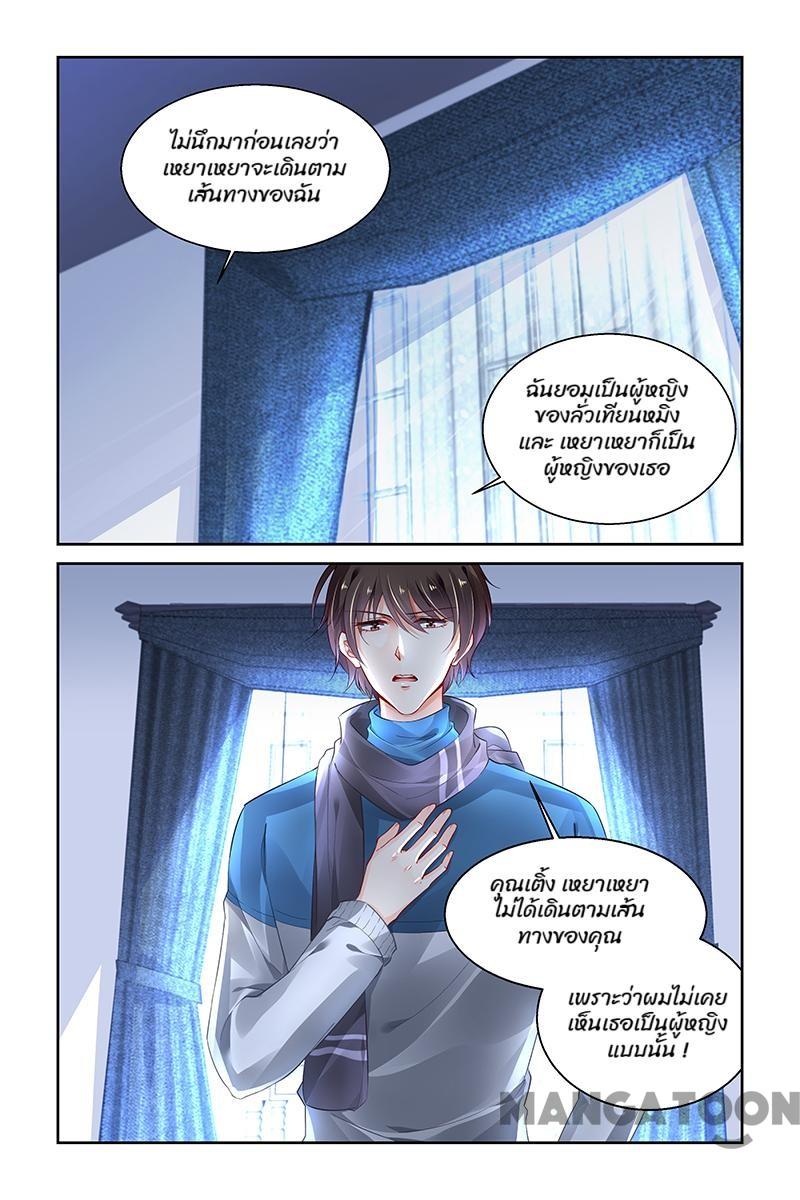 ไม่นึกมาก่อนเลยว่า
เหยาเหยาจะเดินตาม
เส้นทางของฉัน
ฉันยอมเป็นผู้หญิง
ของลั่วเทียนหมิง
และ เหยาเหยาก็เป็น
ผู้หญิงของเธอ
คุณเติ้ง เหยาเหยา
ไม่ได้เดินตามเส้น
ทางของคุณ
เพราะว่าผมไม่เคย
เห็นเธอเป็นผู้หญิง
แบบนั้น !
MANGATOON